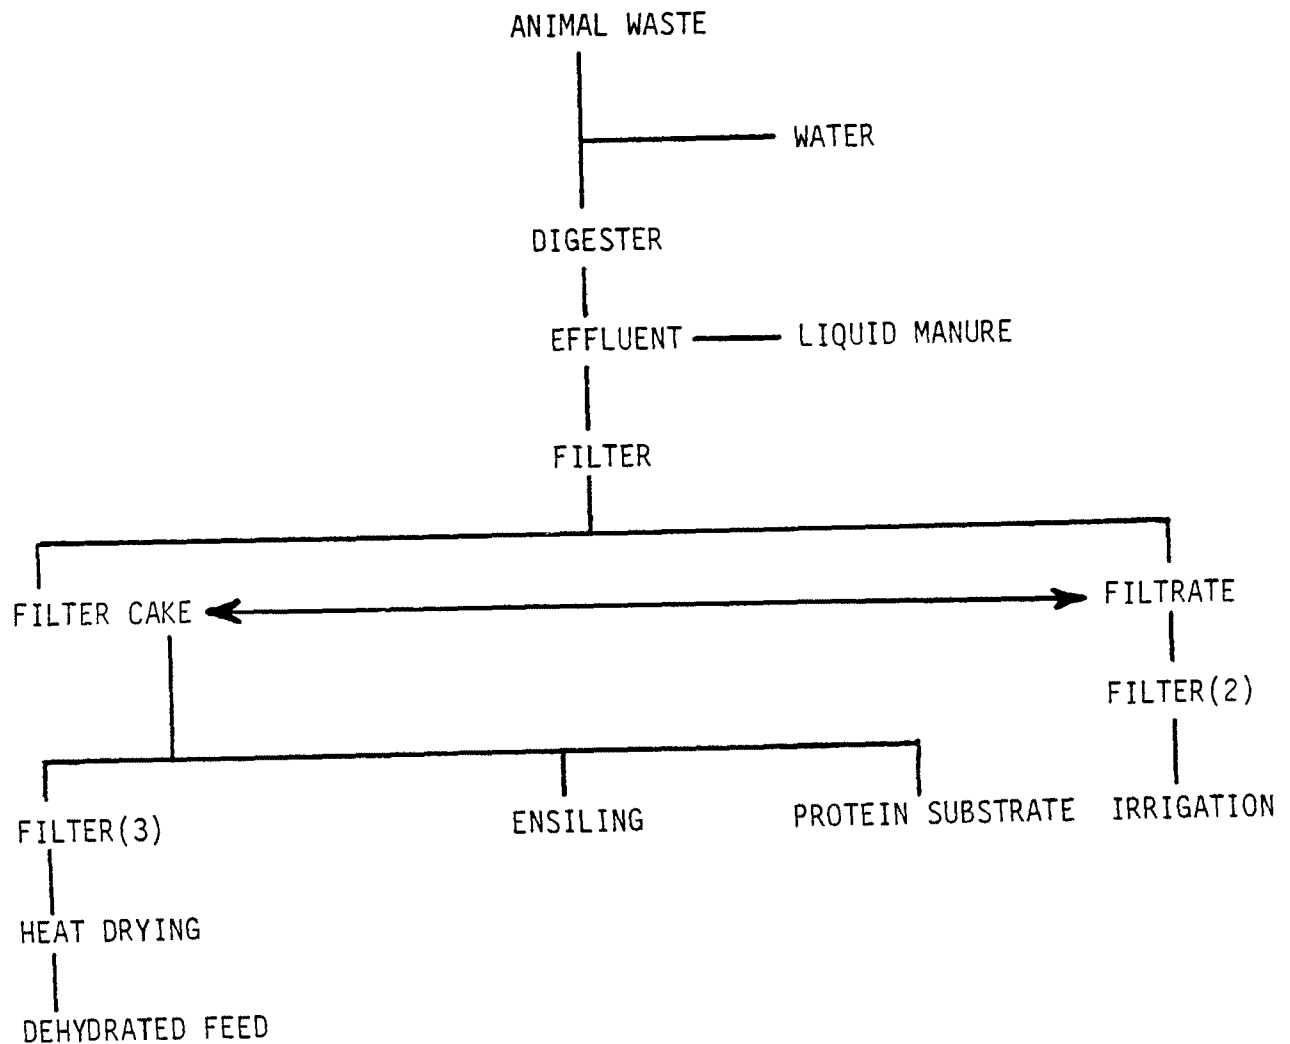 ANIMAL WASTE
WATER
DIGESTER
EFFLUENT
LIQUID MANURE
FILTER
FILTER CAKE
FILTRATE
FILTER(2)
FILTER(3)
ENSILING
PROTEIN SUBSTRATE
IRRIGATION
HEAT DRYING
DEHYDRATED FEED